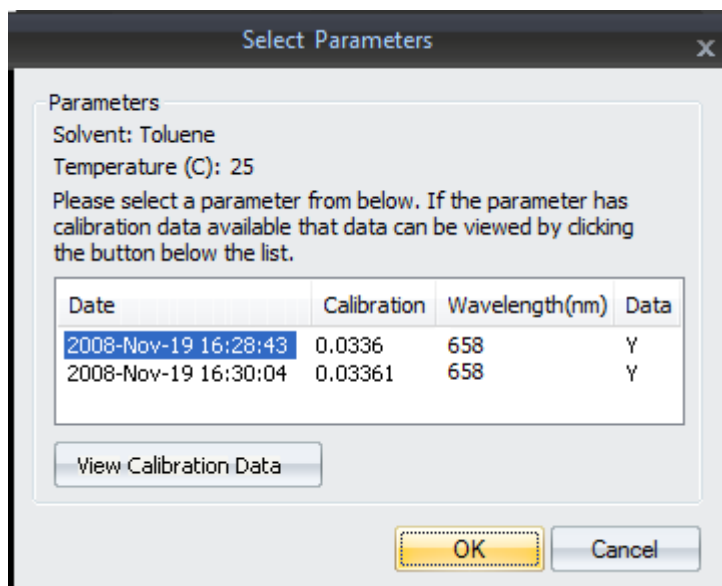 Select Parameters
x
Parameters
Solvent: Toluene
Temperature (C): 25
Please select a parameter from below. If the parameter has
calibration data available that data can be viewed by clicking
the button below the list.
Date Calibration Wavelength(nm) Data
2008-Nov-19 16:28:43 0.0336 658 Y
2008-Nov-19 16:30:04 0.03361 658 Y
View Calibration Data
OK Cancel